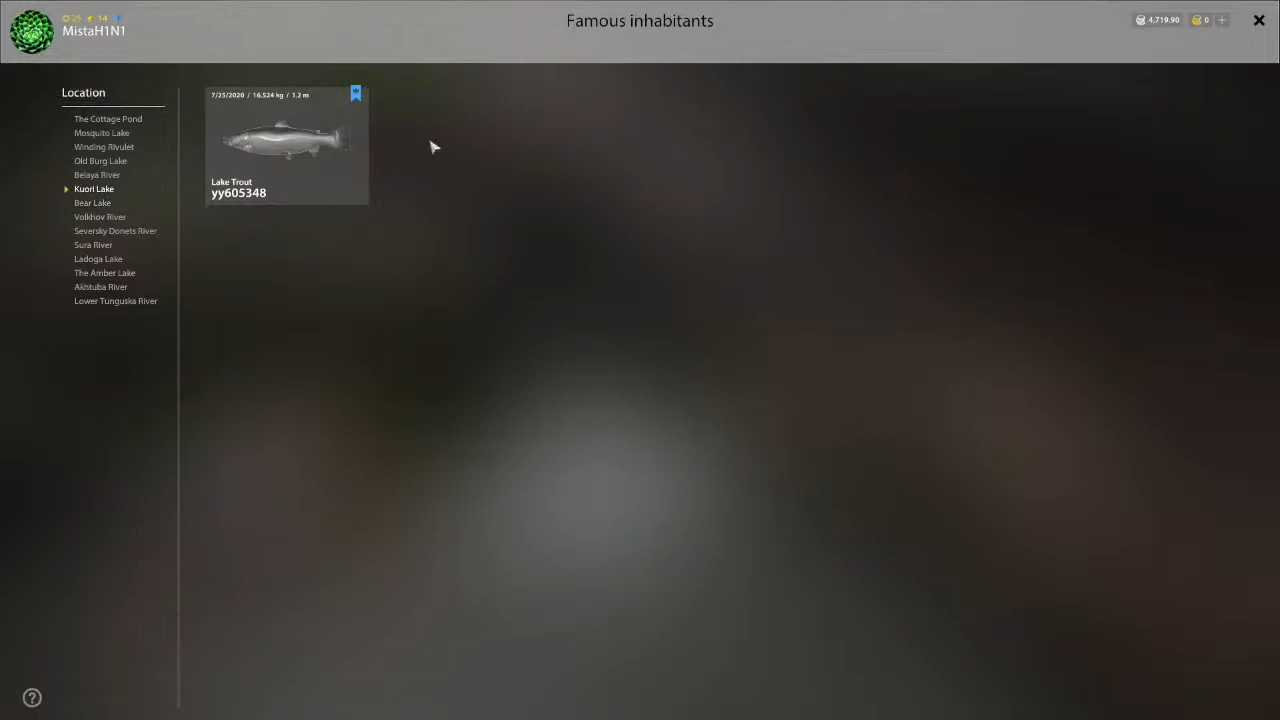 26 14
MistaH1N1
Famous inhabitants
4,719.90 0 +
Location
The Cottage Pond
Mosquito Lake
Winding Rivulet
Old Burg Lake
Belaya River
Kuori Lake
Bear Lake
Volkhov River
Seversky Donets River
Sura River
Ladoga Lake
The Amber Lake
Akhtuba River
Lower Tunguska River
7/25/2020 / 16.524 kg / 1.2 m
Lake Trout
yy605348
?